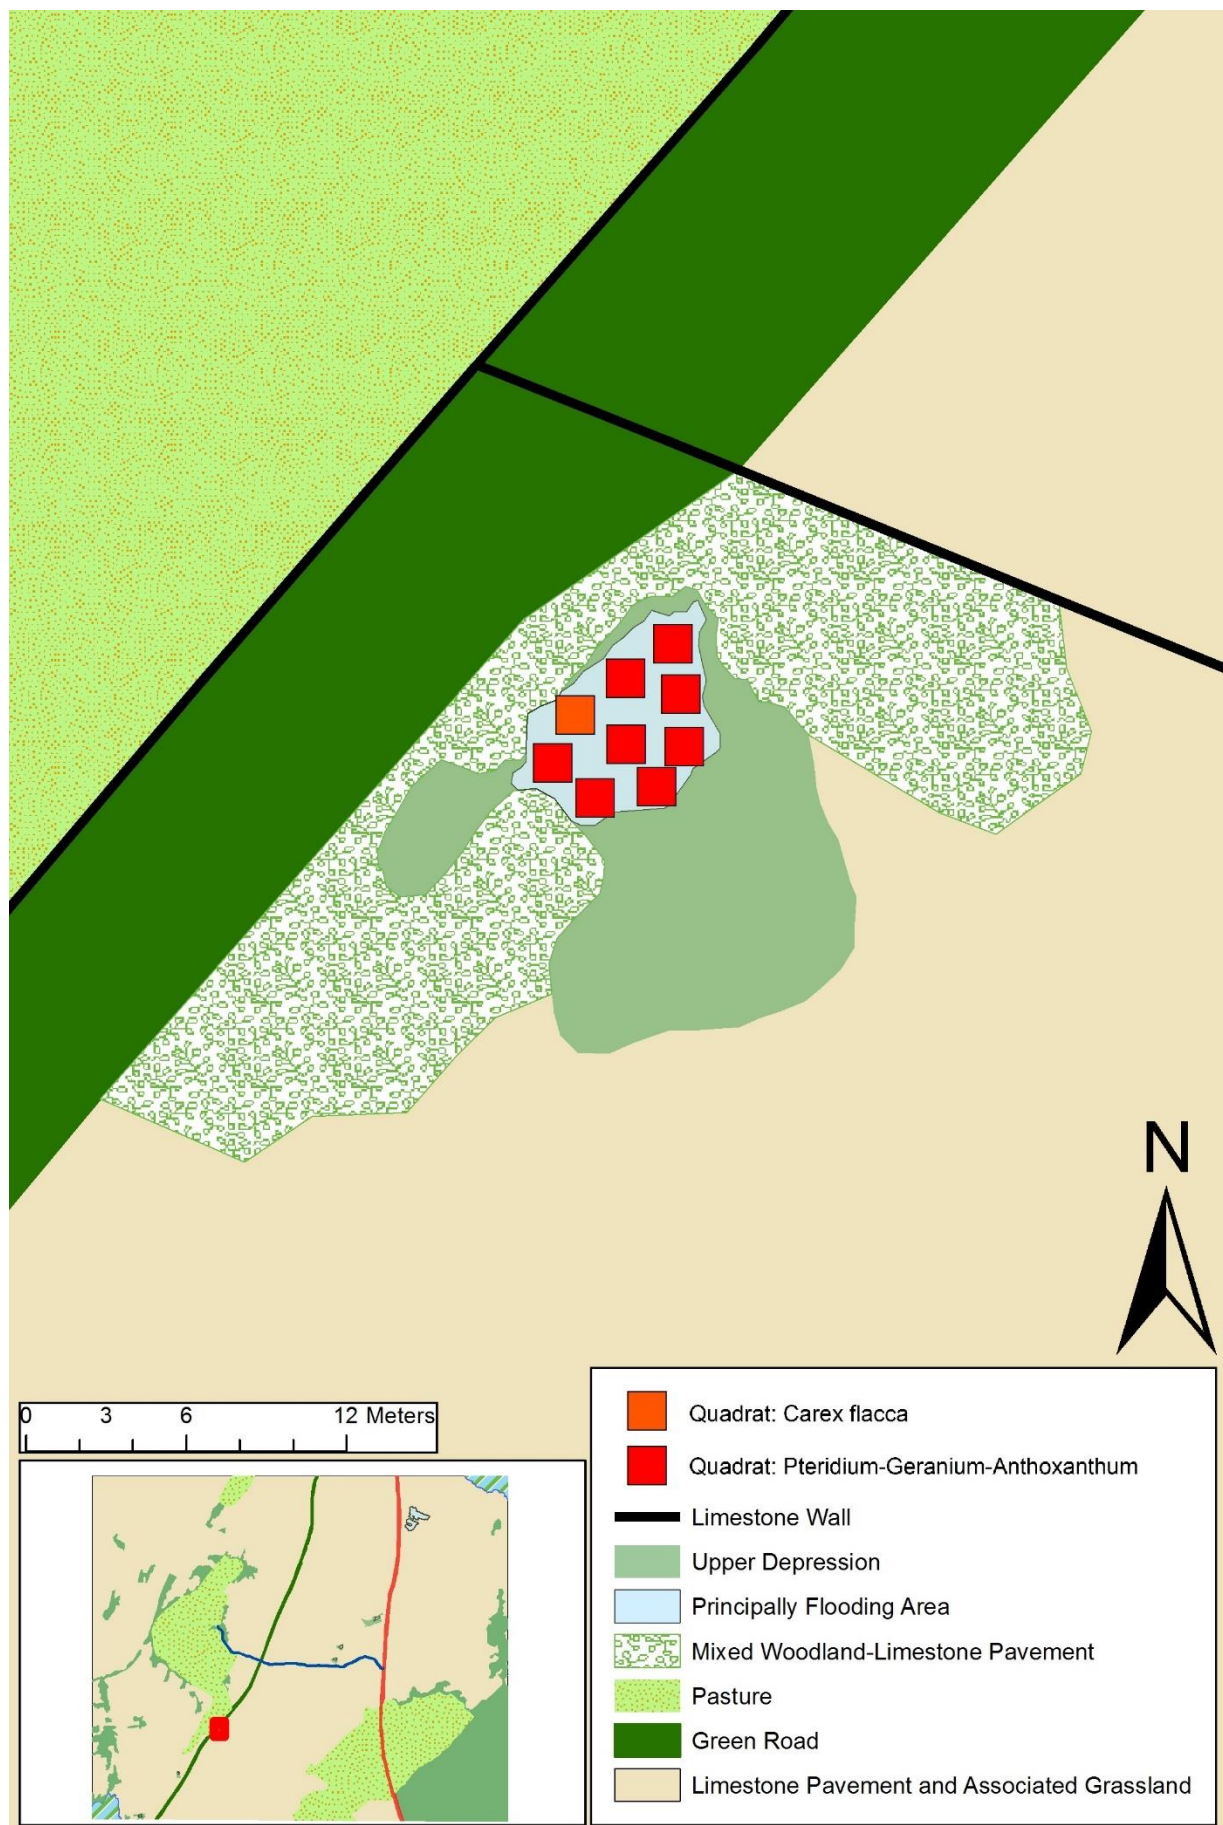 N
0 3 6 12 Meters
Quadrat: Carex flacca
Quadrat: Pteridium-Geranium-Anthoxanthum
Limestone Wall
Upper Depression
Principally Flooding Area
Mixed Woodland-Limestone Pavement
Pasture
Green Road
Limestone Pavement and Associated Grassland